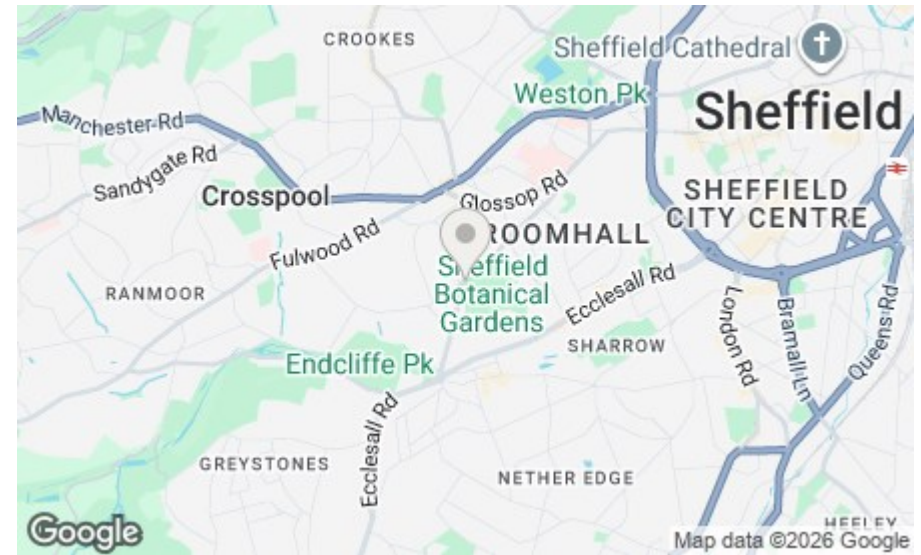 CROOKES
Sheffield Cathedral
Weston Pk
Manchester Rd
Sheffield
Sandygate Rd
Crosspool
Glossop Rd
SHEFFIELD
CITY CENTRE
ROOMHALL
Fulwood Rd
Sheffield
Botanical
Gardens
RANMOOR
Ecclesall Rd
London Rd
Bramall Ln
Queens Rd
SHARROW
Endcliffe Pk
Ecclesall Rd
GREYSTONES
NETHER EDGE
HEELEY
Google
Map data ©2026 Google